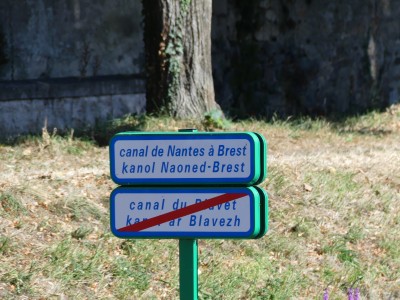 canal de Nantes à Brest
kanol Naoned-Brest
canal du Blavet
kanol ar Blavezh